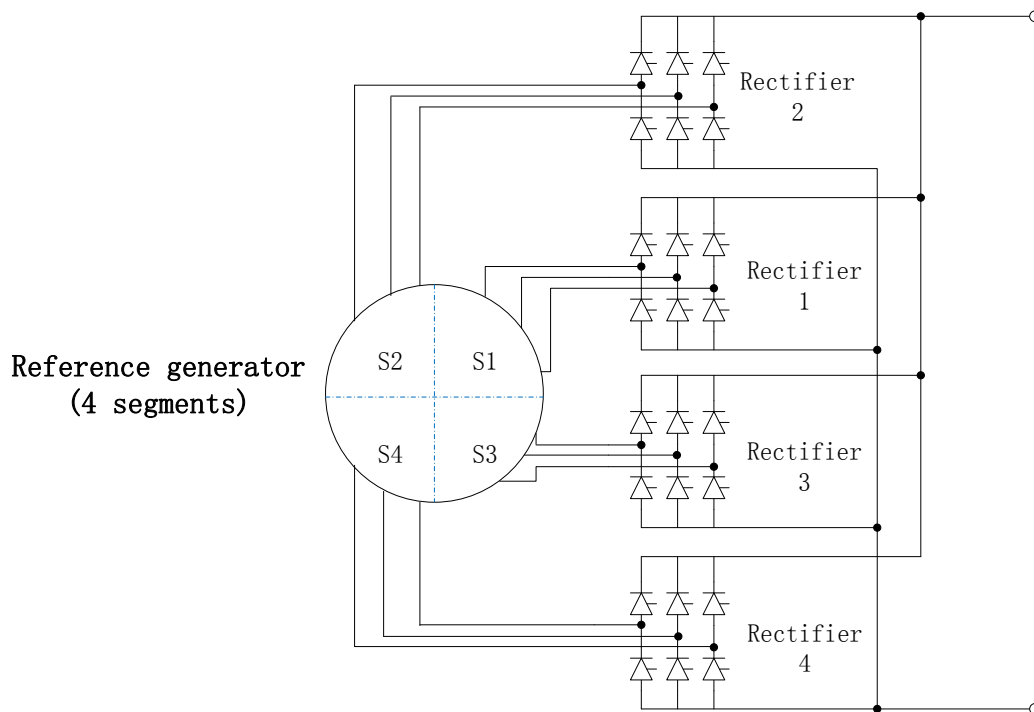 Rectifier
2
Rectifier
1
Reference generator
(4 segments)
S2
S1
S4
S3
Rectifier
3
Rectifier
4